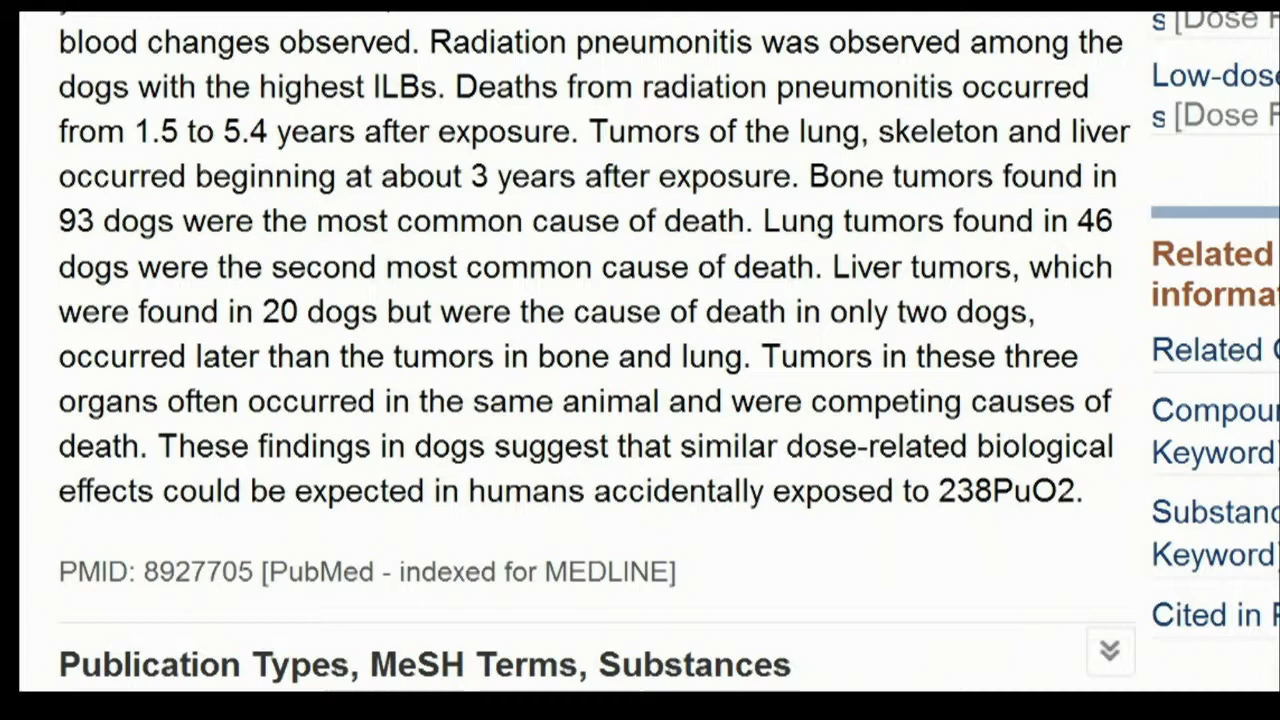 blood changes observed. Radiation pneumonitis was observed among the
dogs with the highest ILBs. Deaths from radiation pneumonitis occurred
from 1.5 to 5.4 years after exposure. Tumors of the lung, skeleton and liver
occurred beginning at about 3 years after exposure. Bone tumors found in
93 dogs were the most common cause of death. Lung tumors found in 46
dogs were the second most common cause of death. Liver tumors, which
were found in 20 dogs but were the cause of death in only two dogs,
occurred later than the tumors in bone and lung. Tumors in these three
organs often occurred in the same animal and were competing causes of
death. These findings in dogs suggest that similar dose-related biological
effects could be expected in humans accidentally exposed to 238PuO2.
PMID: 8927705 [PubMed - indexed for MEDLINE]
Publication Types, MeSH Terms, Substances
s [Dose
Low-dose
s [Dose
Related
informa
Related
Compou
Keyword]
Substanc
Keyword]
Cited in